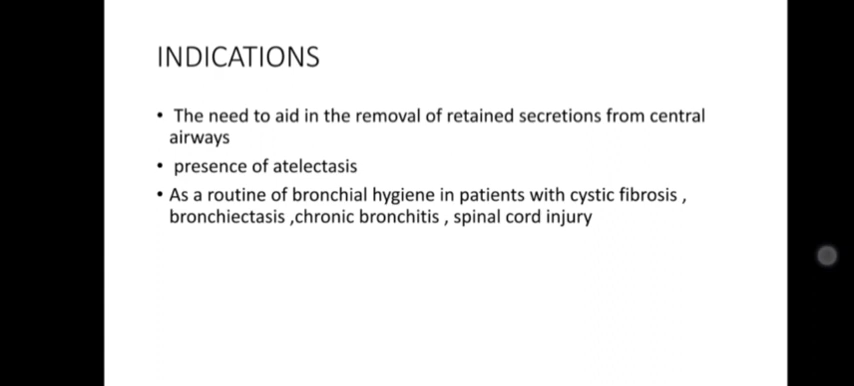 INDICATIONS
• The need to aid in the removal of retained secretions from central
airways
• presence of atelectasis
• As a routine of bronchial hygiene in patients with cystic fibrosis ,
bronchiectasis ,chronic bronchitis , spinal cord injury